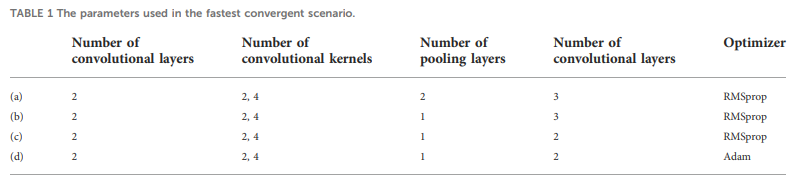 TABLE 1 The parameters used in the fastest convergent scenario.
Number of convolutional layers Number of convolutional kernels Number of pooling layers Number of convolutional layers Optimizer
(a) 2 2, 4 2 3 RMSprop
(b) 2 2, 4 1 3 RMSprop
(c) 2 2, 4 1 2 RMSprop
(d) 2 2, 4 1 2 Adam